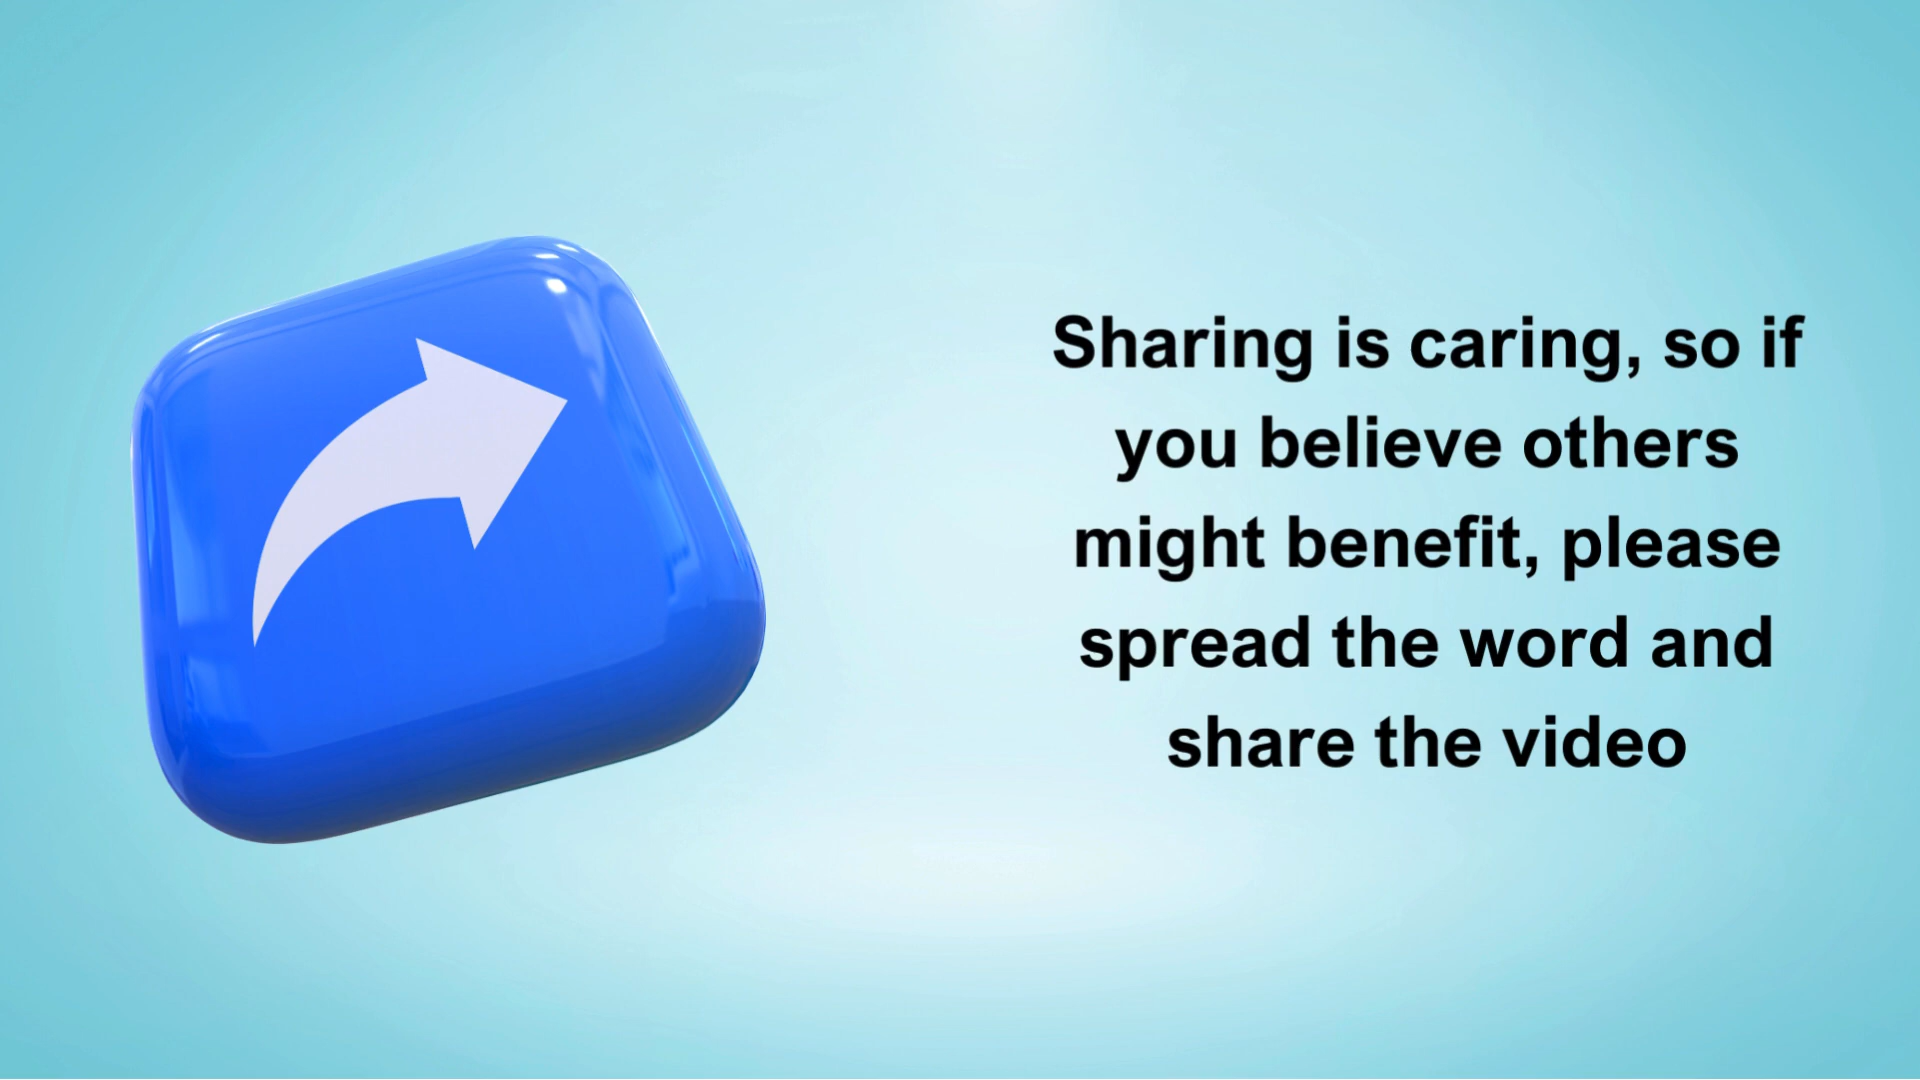 Sharing is caring, so if
you believe others
might benefit, please
spread the word and
share the video